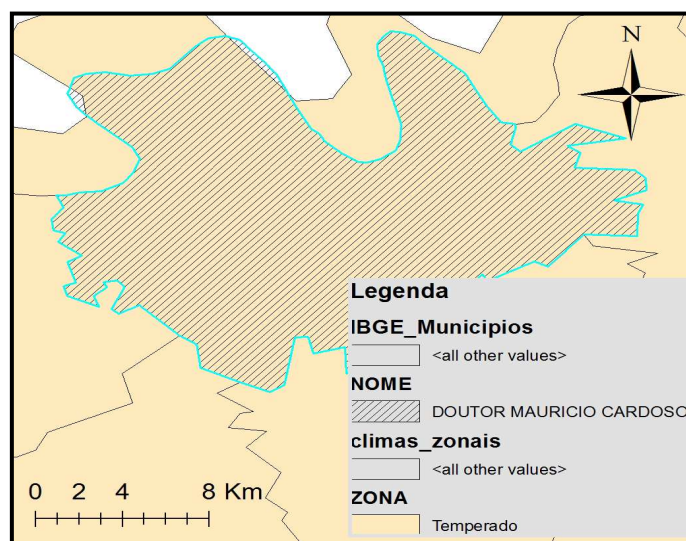 N
Legenda
IBGE_Municipios
<all other values>
NOME
DOUTOR MAURICIO CARDOSO
climas_zonais
<all other values>
ZONA
Temperado
0 2 4 8 Km